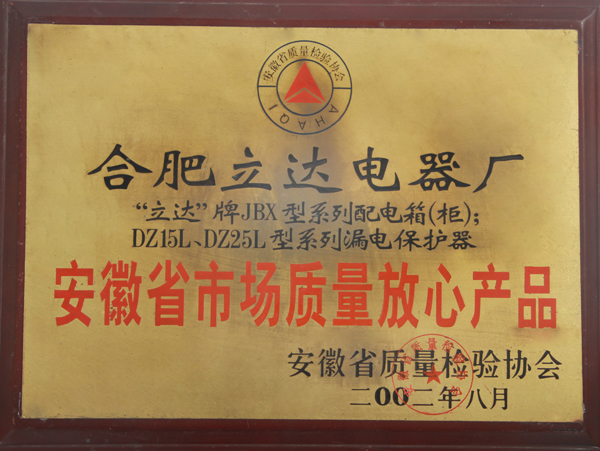 安徽省质量检验协会
AHAQI
合肥立达电器厂
“立达”牌JBX型系列配电箱(柜);
DZ15L、DZ25L型系列漏电保护器
安徽省市场质量放心产品
安徽省质量检验协会
二00二年八月